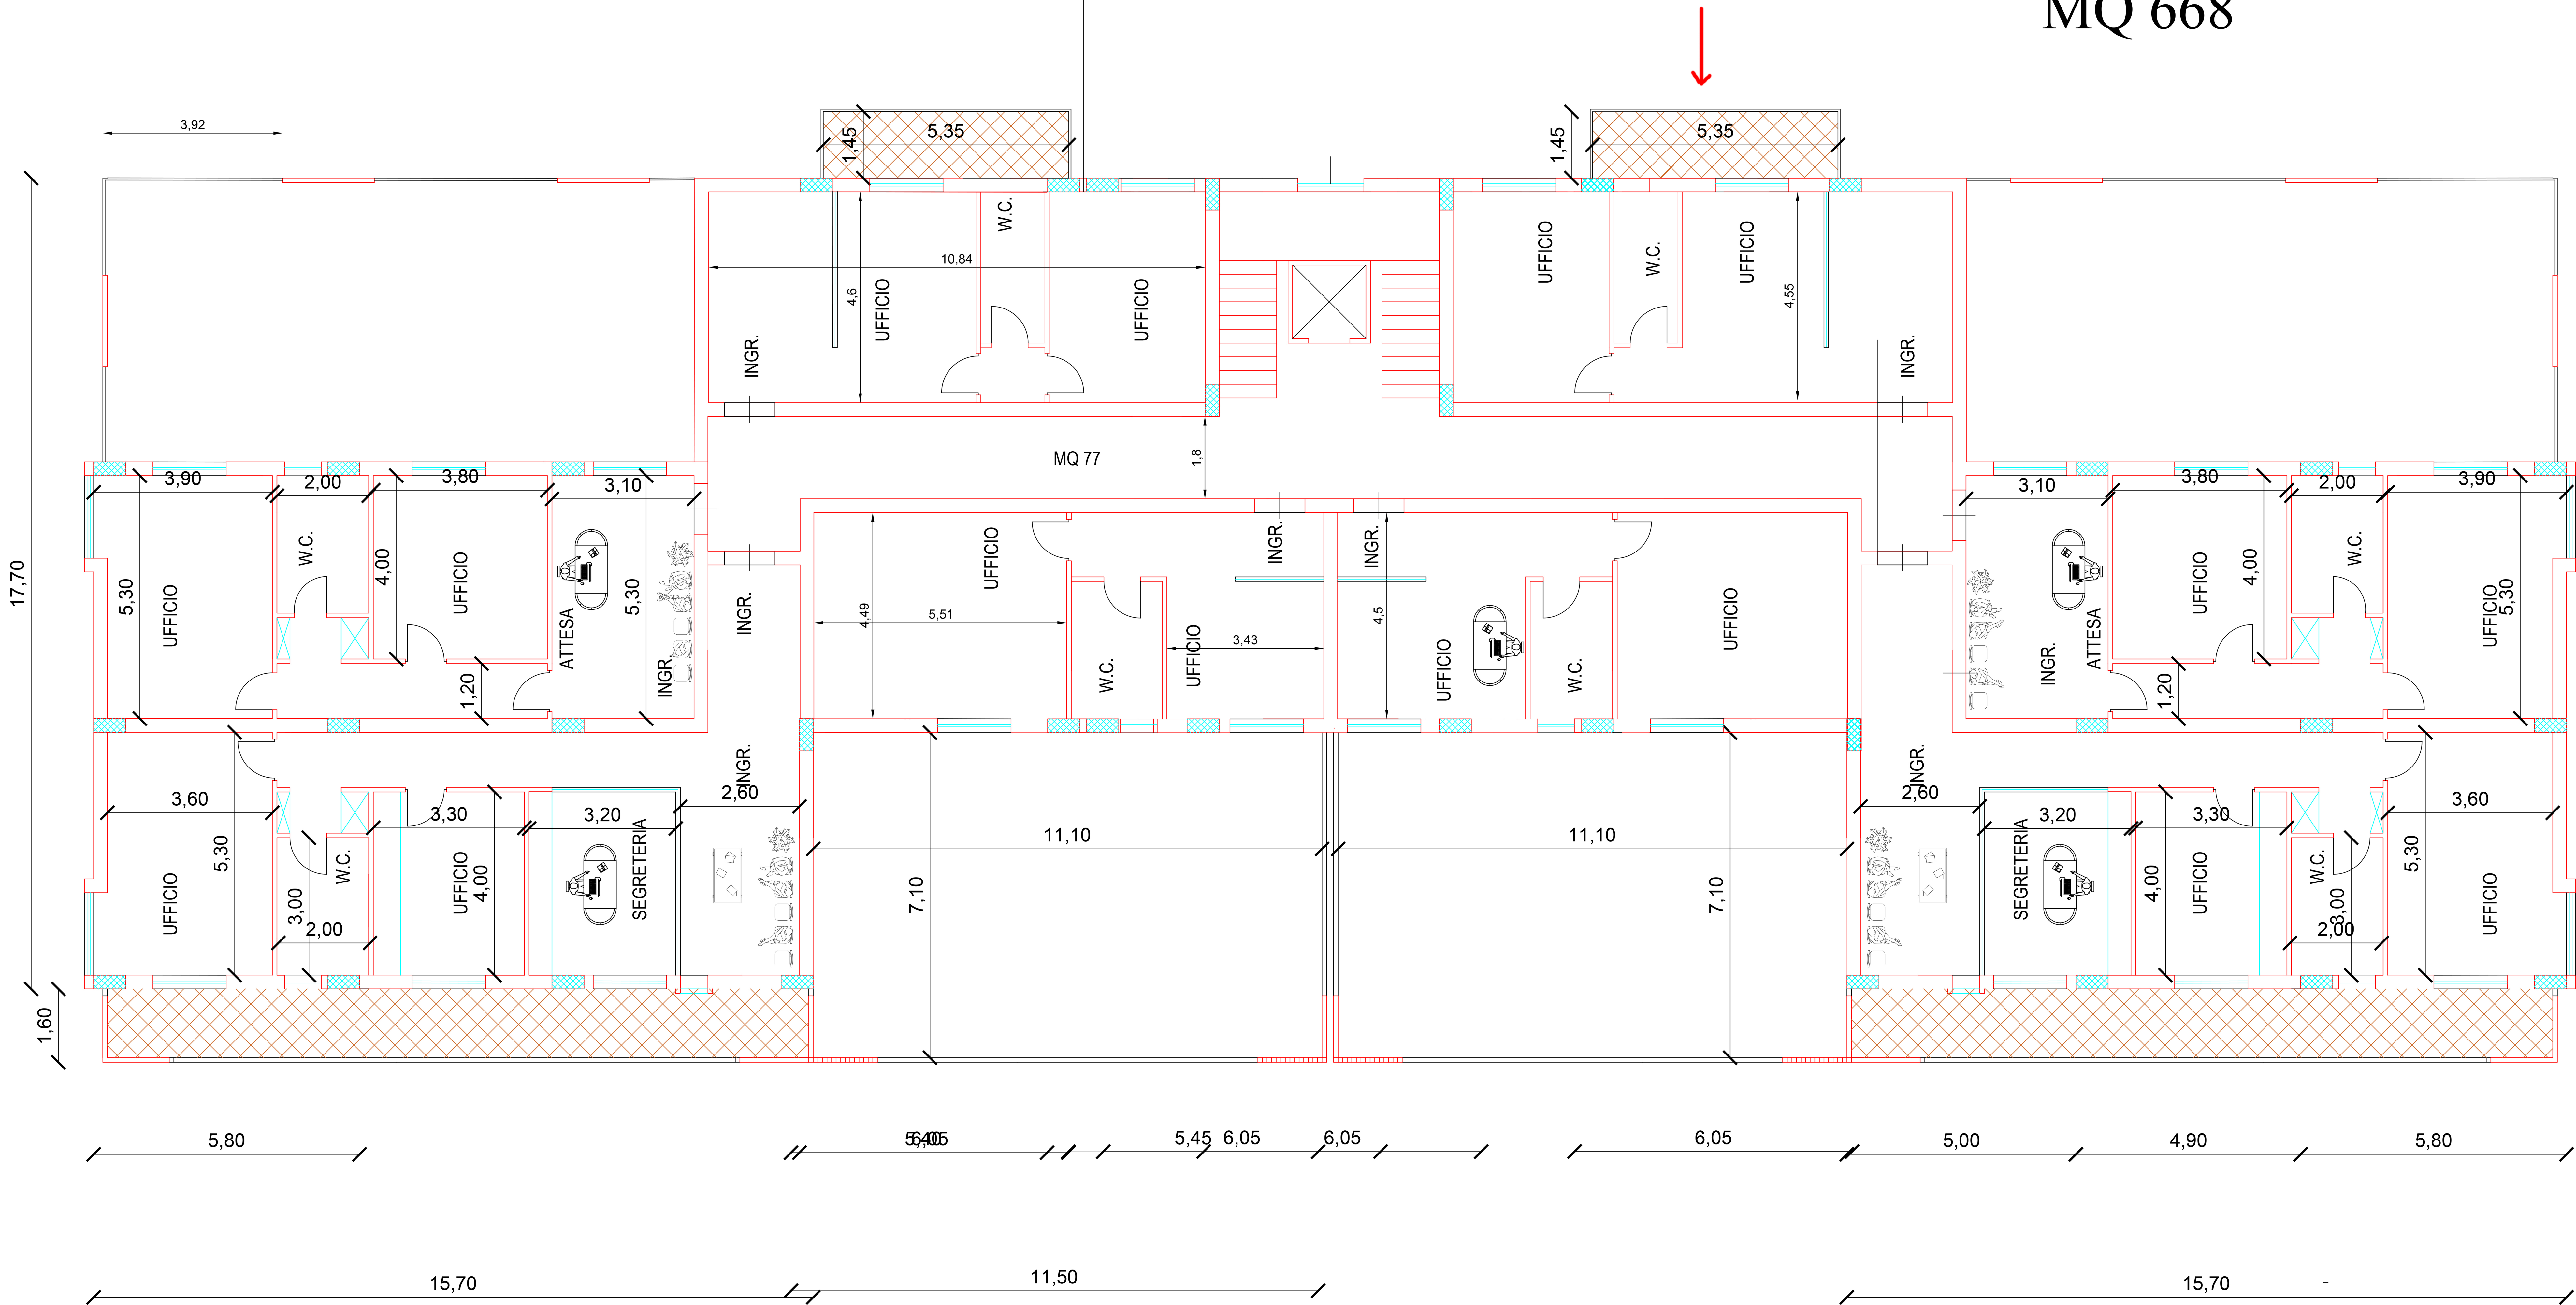 MQ 668
3,92
1,45
5,35
1,45
5,35
W.C.
UFFICIO
W.C.
UFFICIO
10,84
4,6
UFFICIO
UFFICIO
4,55
INGR.
INGR.
MQ 77
1,8
3,90
2,00
3,80
3,10
3,10
3,80
2,00
3,90
17,70
5,30
UFFICIO
W.C.
4,00
UFFICIO
ATTESA
5,30
INGR.
1,20
INGR.
4,49
5,51
UFFICIO
W.C.
UFFICIO
3,43
INGR.
INGR.
4,5
UFFICIO
W.C.
UFFICIO
INGR.
ATTESA
UFFICIO
4,00
1,20
W.C.
UFFICIO
5,30
3,60
5,30
UFFICIO
3,00
2,00
W.C.
3,30
UFFICIO
4,00
3,20
SEGRETERIA
2,60
INGR.
11,10
7,10
11,10
7,10
INGR.
2,60
3,20
SEGRETERIA
3,30
4,00
UFFICIO
W.C.
3,00
2,00
3,60
5,30
UFFICIO
1,60
5,80
5,40
6,05
5,45
6,05
6,05
6,05
5,00
4,90
5,80
15,70
11,50
15,70